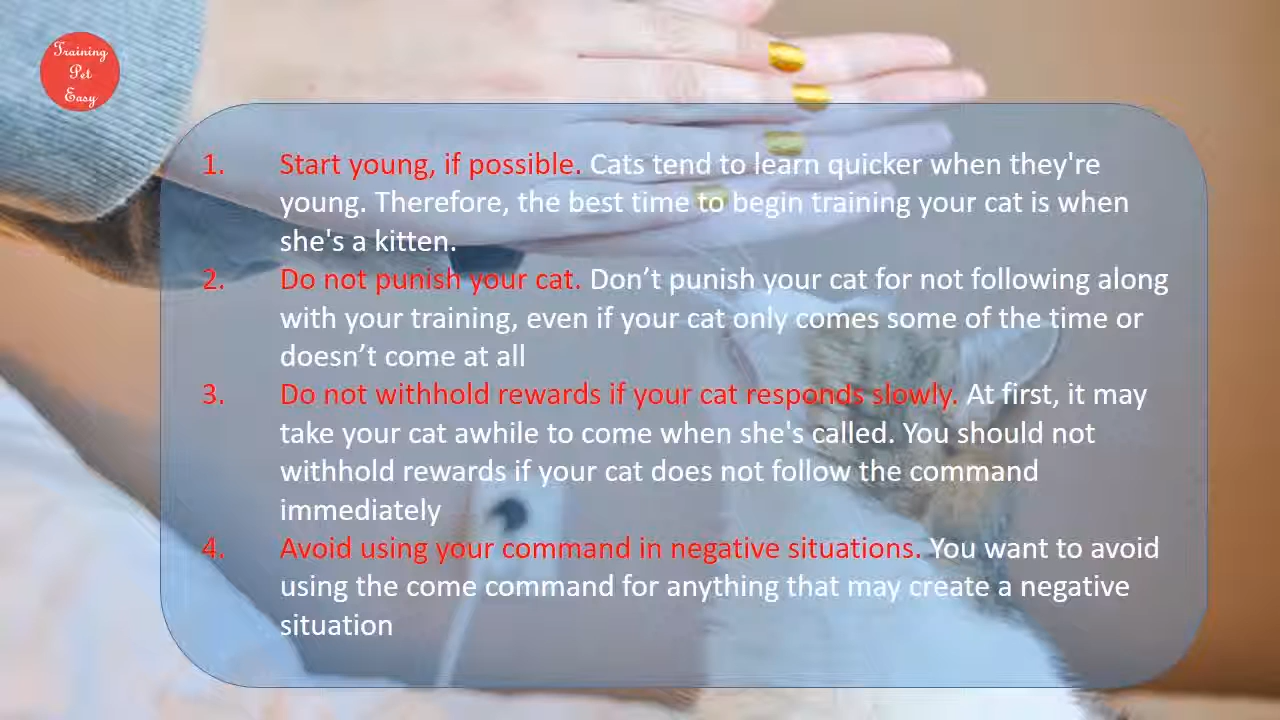 Training
Pet
Easy
1. Start young, if possible. Cats tend to learn quicker when they're
young. Therefore, the best time to begin training your cat is when
she's a kitten.
2. Do not punish your cat. Don’t punish your cat for not following along
with your training, even if your cat only comes some of the time or
doesn’t come at all
3. Do not withhold rewards if your cat responds slowly. At first, it may
take your cat awhile to come when she's called. You should not
withhold rewards if your cat does not follow the command
immediately
4. Avoid using your command in negative situations. You want to avoid
using the come command for anything that may create a negative
situation